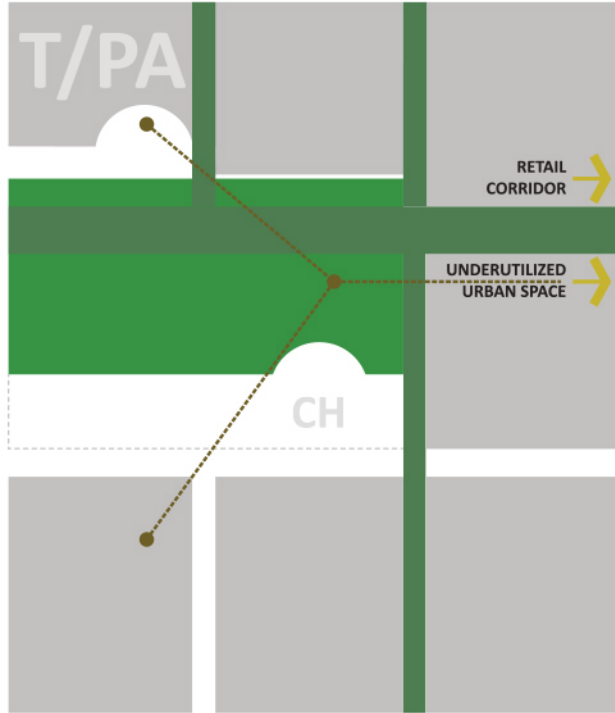 T/PA
RETAIL
CORRIDOR
UNDERUTILIZED
URBAN SPACE
CH